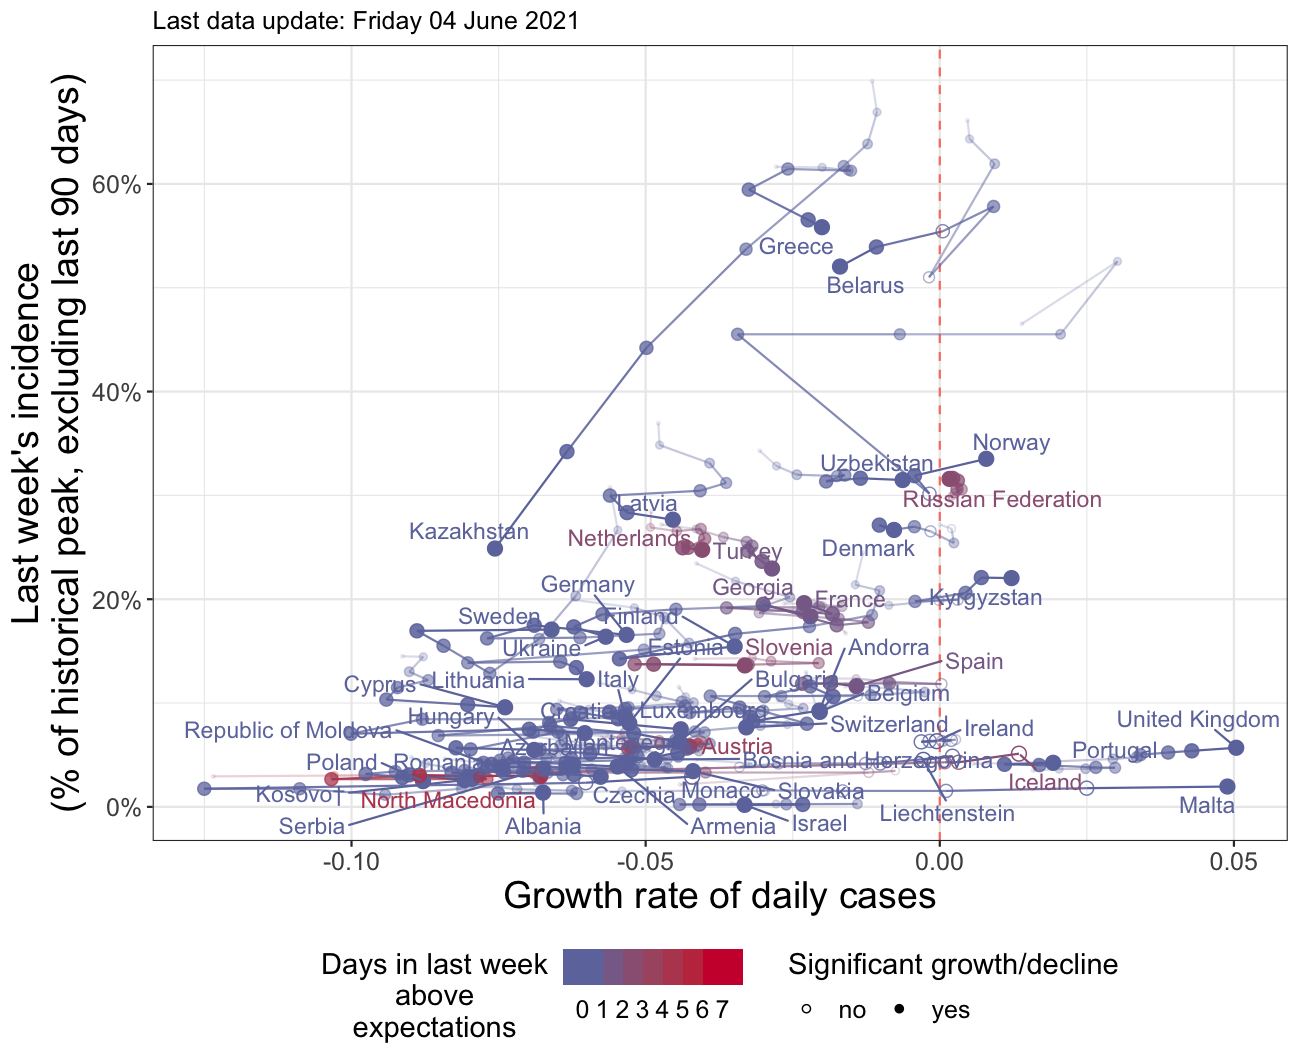 Last data update: Friday 04 June 2021
Last week's incidence
(% of historical peak, excluding last 90 days)
60%
40%
20%
0%
Greece
Belarus
Norway
Uzbekistan
Russian Federation
Latvia
Kazakhstan
Netherlands
Turkey
Denmark
Germany
Georgia
France
Kyrgyzstan
Sweden
Finland
Ukraine
Estonia
Slovenia
Andorra
Spain
Cyprus
Lithuania
Italy
Bulgaria
Belgium
Hungary
Croatia
Luxembourg
Switzerland
Ireland
United Kingdom
Republic of Moldova
Montenegro
Austria
Portugal
Poland
Romania
Bosnia and Herzegovina
Iceland
Kosovo
North Macedonia
Czechia
Monaco
Slovakia
Liechtenstein
Malta
Serbia
Albania
Armenia
Israel
-0.10
-0.05
0.00
0.05
Growth rate of daily cases
Days in last week
above
expectations
0 1 2 3 4 5 6 7
Significant growth/decline
no
yes